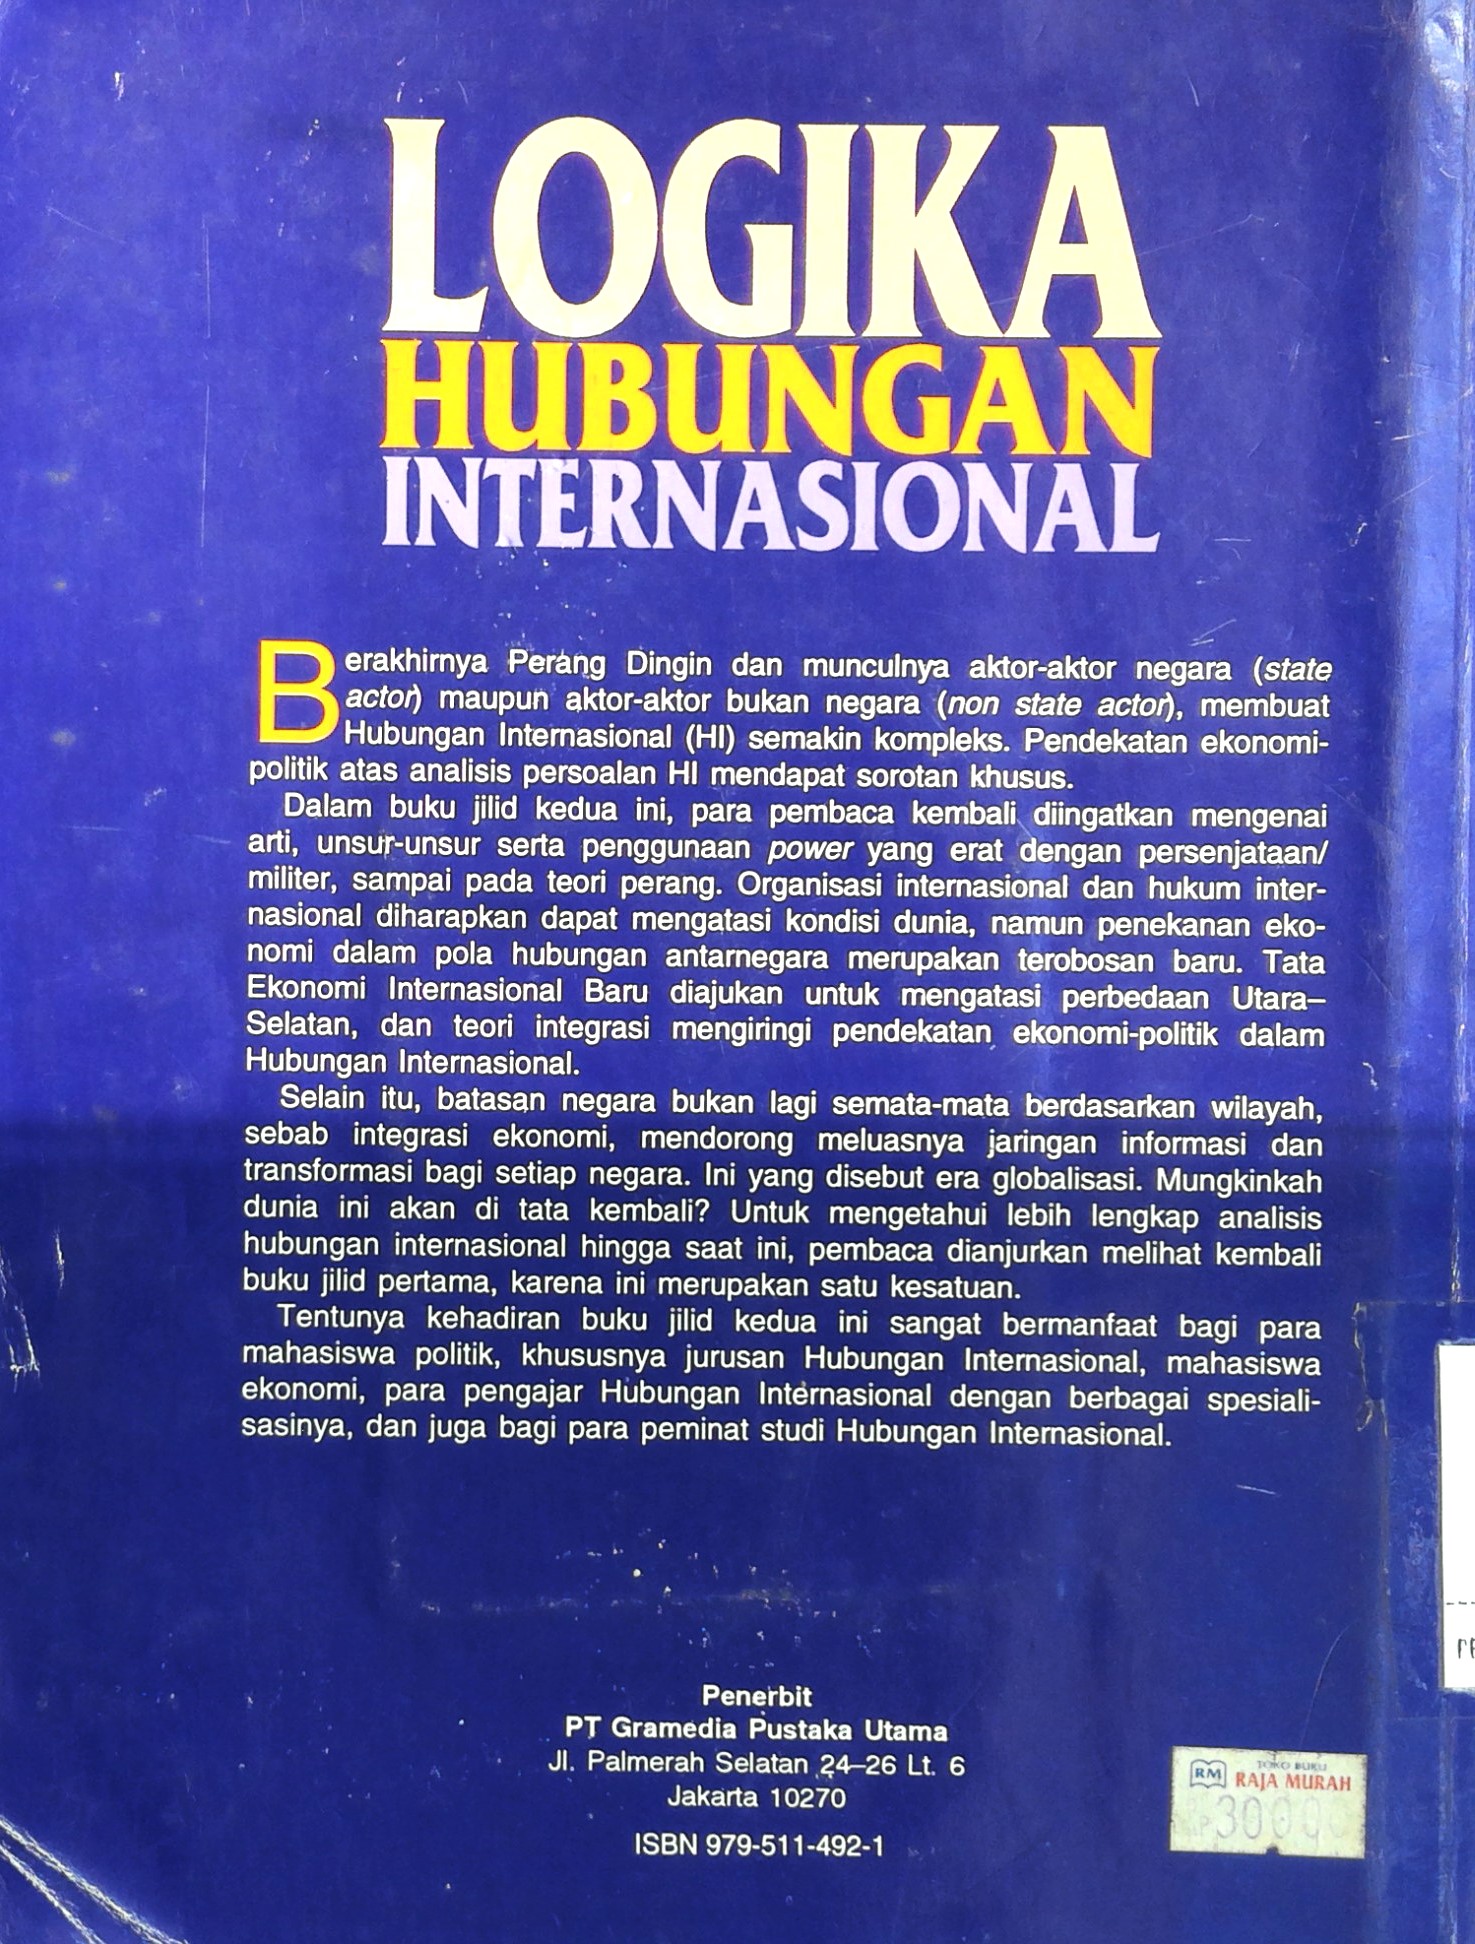 LOGIKA
HUBUNGAN
INTERNASIONAL
Berakhirnya Perang Dingin dan munculnya aktor-aktor negara (state
actor) maupun aktor-aktor bukan negara (non state actor), membuat
Hubungan Internasional (HI) semakin kompleks. Pendekatan ekonomi-
politik atas analisis persoalan HI mendapat sorotan khusus.
Dalam buku jilid kedua ini, para pembaca kembali diingatkan mengenai
arti, unsur-unsur serta penggunaan power yang erat dengan persenjataan/
militer, sampai pada teori perang. Organisasi internasional dan hukum inter-
nasional diharapkan dapat mengatasi kondisi dunia, namun penekanan eko-
nomi dalam pola hubungan antarnegara merupakan terobosan baru. Tata
Ekonomi Internasional Baru diajukan untuk mengatasi perbedaan Utara–
Selatan, dan teori integrasi mengiringi pendekatan ekonomi-politik dalam
Hubungan Internasional.
Selain itu, batasan negara bukan lagi semata-mata berdasarkan wilayah,
sebab integrasi ekonomi, mendorong meluasnya jaringan informasi dan
transformasi bagi setiap negara. Ini yang disebut era globalisasi. Mungkinkah
dunia ini akan di tata kembali? Untuk mengetahui lebih lengkap analisis
hubungan internasional hingga saat ini, pembaca dianjurkan melihat kembali
buku jilid pertama, karena ini merupakan satu kesatuan.
Tentunya kehadiran buku jilid kedua ini sangat bermanfaat bagi para
mahasiswa politik, khususnya jurusan Hubungan Internasional, mahasiswa
ekonomi, para pengajar Hubungan Internasional dengan berbagai spesiali-
sasinya, dan juga bagi para peminat studi Hubungan Internasional.
Penerbit
PT Gramedia Pustaka Utama
Jl. Palmerah Selatan 24–26 Lt. 6
Jakarta 10270
ISBN 979-511-492-1
RM
TOKO BUKU
RAJA MURAH